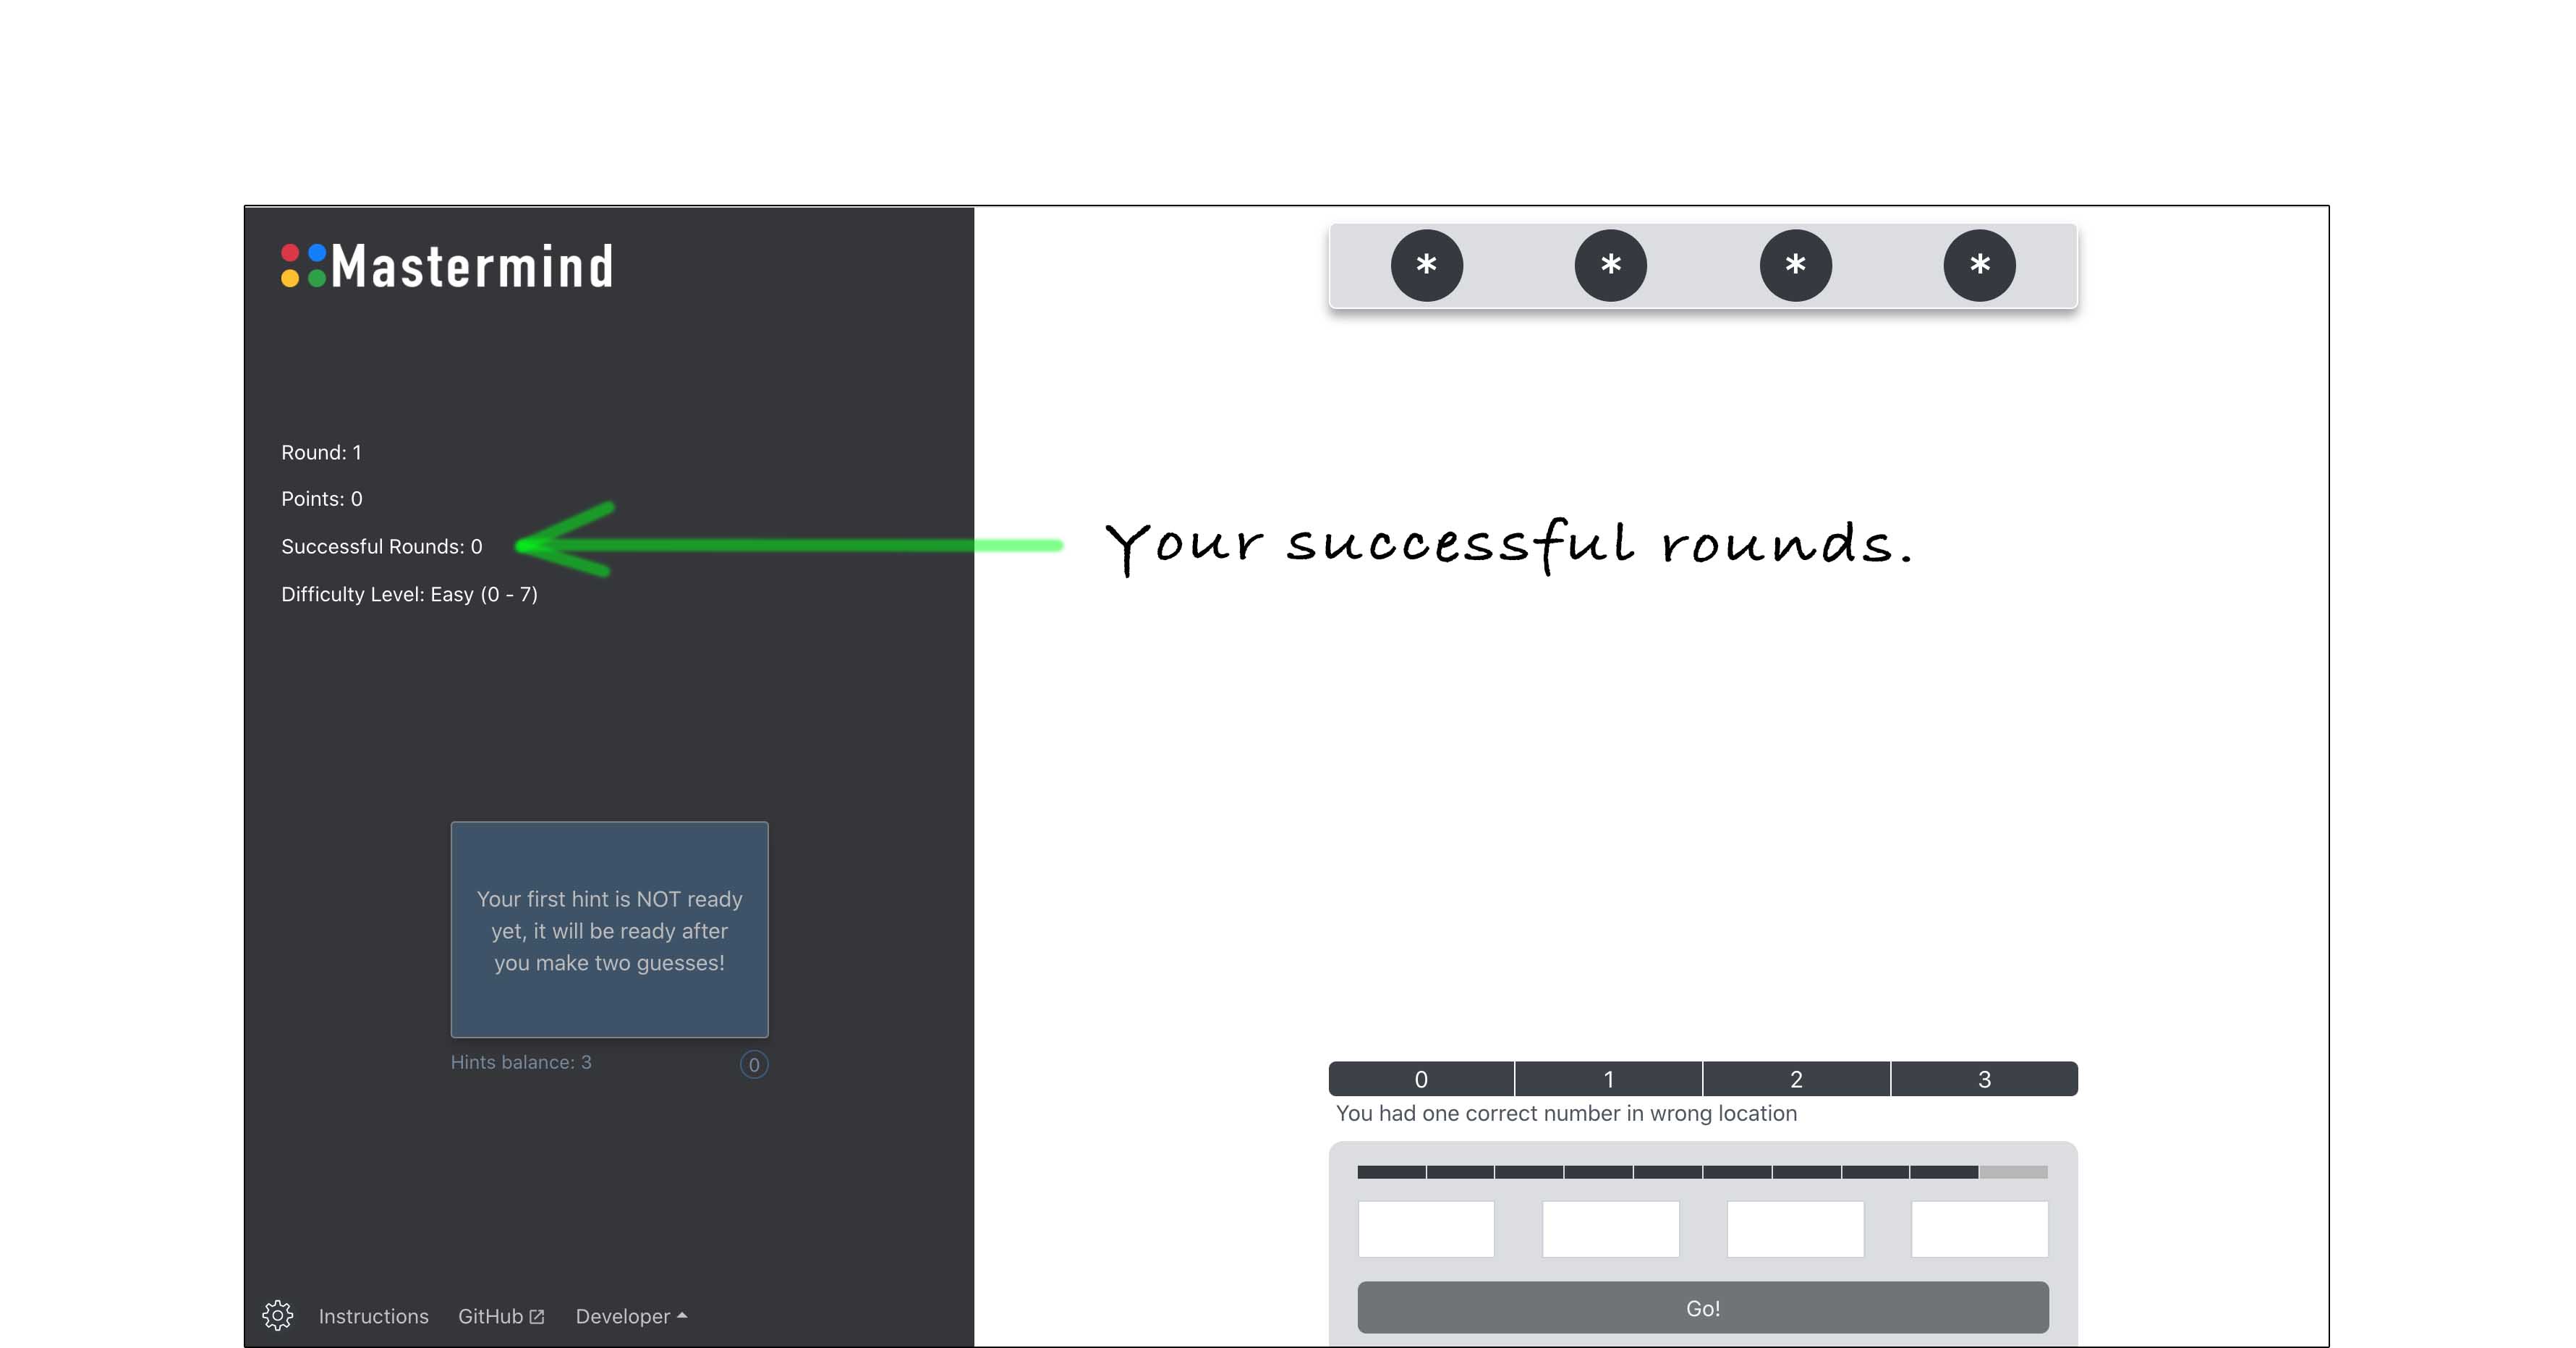 Mastermind
* * * *
Round: 1
Points: 0
Successful Rounds: 0
Your successful rounds.
Difficulty Level: Easy (0 - 7)
Your first hint is NOT ready
yet, it will be ready after
you make two guesses!
Hints balance: 3
0
0 1 2 3
You had one correct number in wrong location
Go!
Instructions GitHub Developer